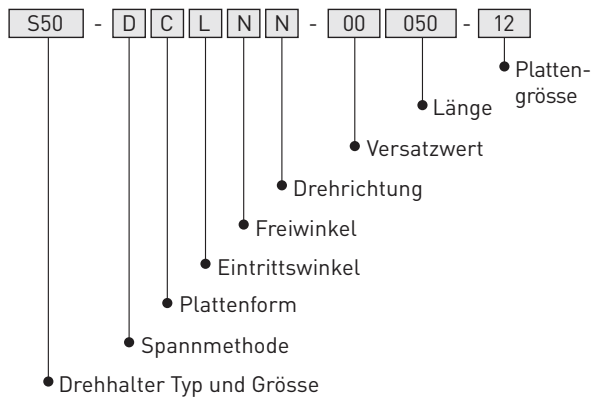 S50 - D C L N N - 00 050 - 12
Platten-
grösse
Länge
Versatzwert
Drehrichtung
Freiwinkel
Eintrittswinkel
Plattenform
Spannmethode
Drehhalter Typ und Grösse